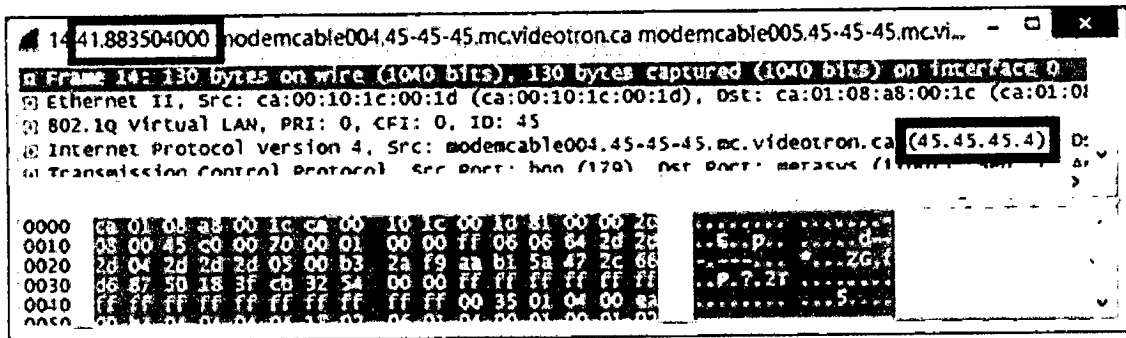 14 41.883504000 modemcable004.45-45-45.mc.videotron.ca modemcable005.45-45-45.mc.vi...
Frame 14: 130 bytes on wire (1040 bits), 130 bytes captured (1040 bits) on interface 0
Ethernet II, Src: ca:00:10:1c:00:1d (ca:00:10:1c:00:1d), Dst: ca:01:08:a8:00:1c (ca:01:08
802.1Q Virtual LAN, PRI: 0, CFI: 0, ID: 45
Internet Protocol Version 4, Src: modemcable004.45-45-45.mc.videotron.ca (45.45.45.4) Ds
Transmission Control Protocol, Src Port: bgp (179) Dst Port: metasys
0000 ca 01 08 a8 00 1c ca 00 10 1c 00 1d 81 00 00 2d
0010 08 00 45 c0 00 70 00 01 00 00 ff 06 06 64 2d 2d ..E..p.. .....d--
0020 2d 04 2d 2d 2d 05 00 b3 2a f9 aa b1 5a 47 2c 66
0030 d6 87 50 18 3f cb 32 54 00 00 ff ff ff ff ff ff ..P.?.2T ........
0040 ff ff ff ff ff ff ff ff ff ff 00 35 01 04 00 ea
0050